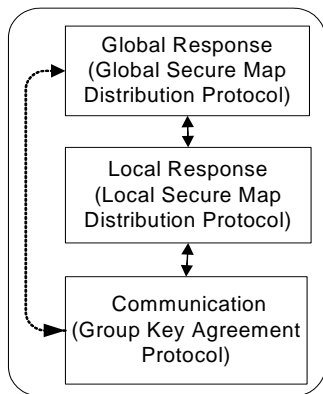 Global Response
(Global Secure Map
Distribution Protocol)
Local Response
(Local Secure Map
Distribution Protocol)
Communication
(Group Key Agreement
Protocol)